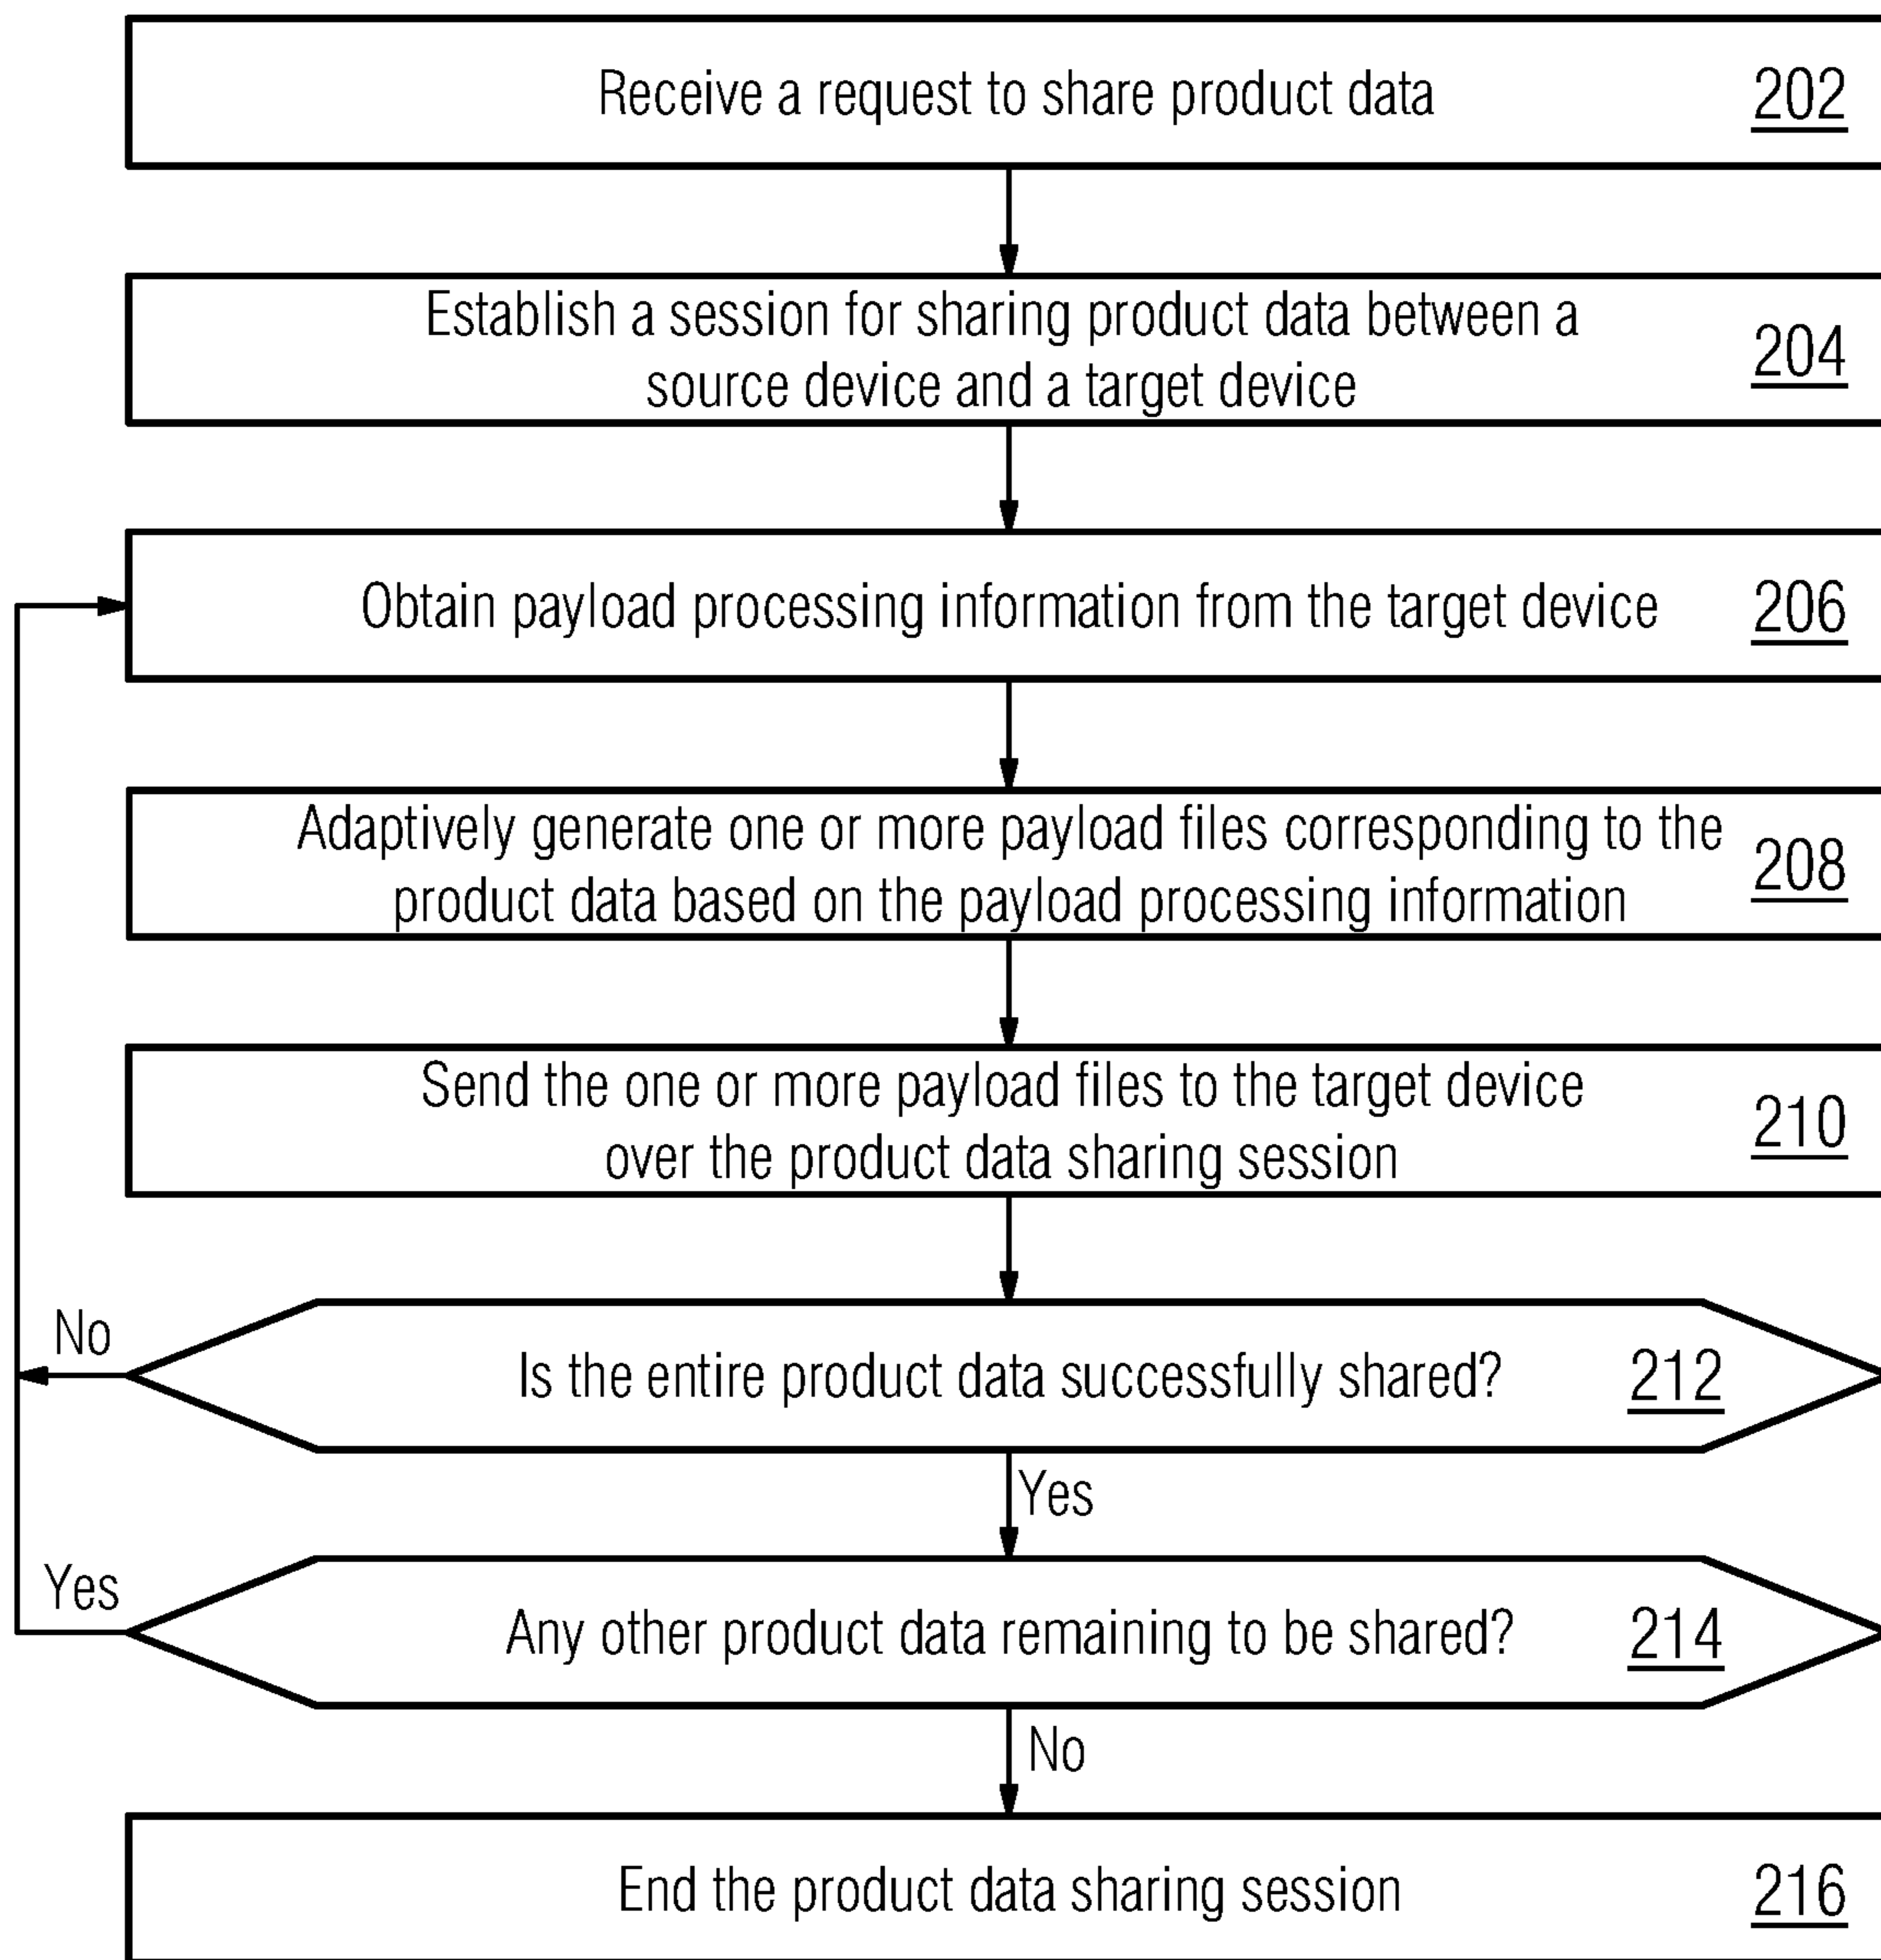 Receive a request to share product data 202
Establish a session for sharing product data between a
source device and a target device 204
Obtain payload processing information from the target device 206
Adaptively generate one or more payload files corresponding to the
product data based on the payload processing information 208
Send the one or more payload files to the target device
over the product data sharing session 210
No
Is the entire product data successfully shared? 212
Yes
Yes
Any other product data remaining to be shared? 214
No
End the product data sharing session 216